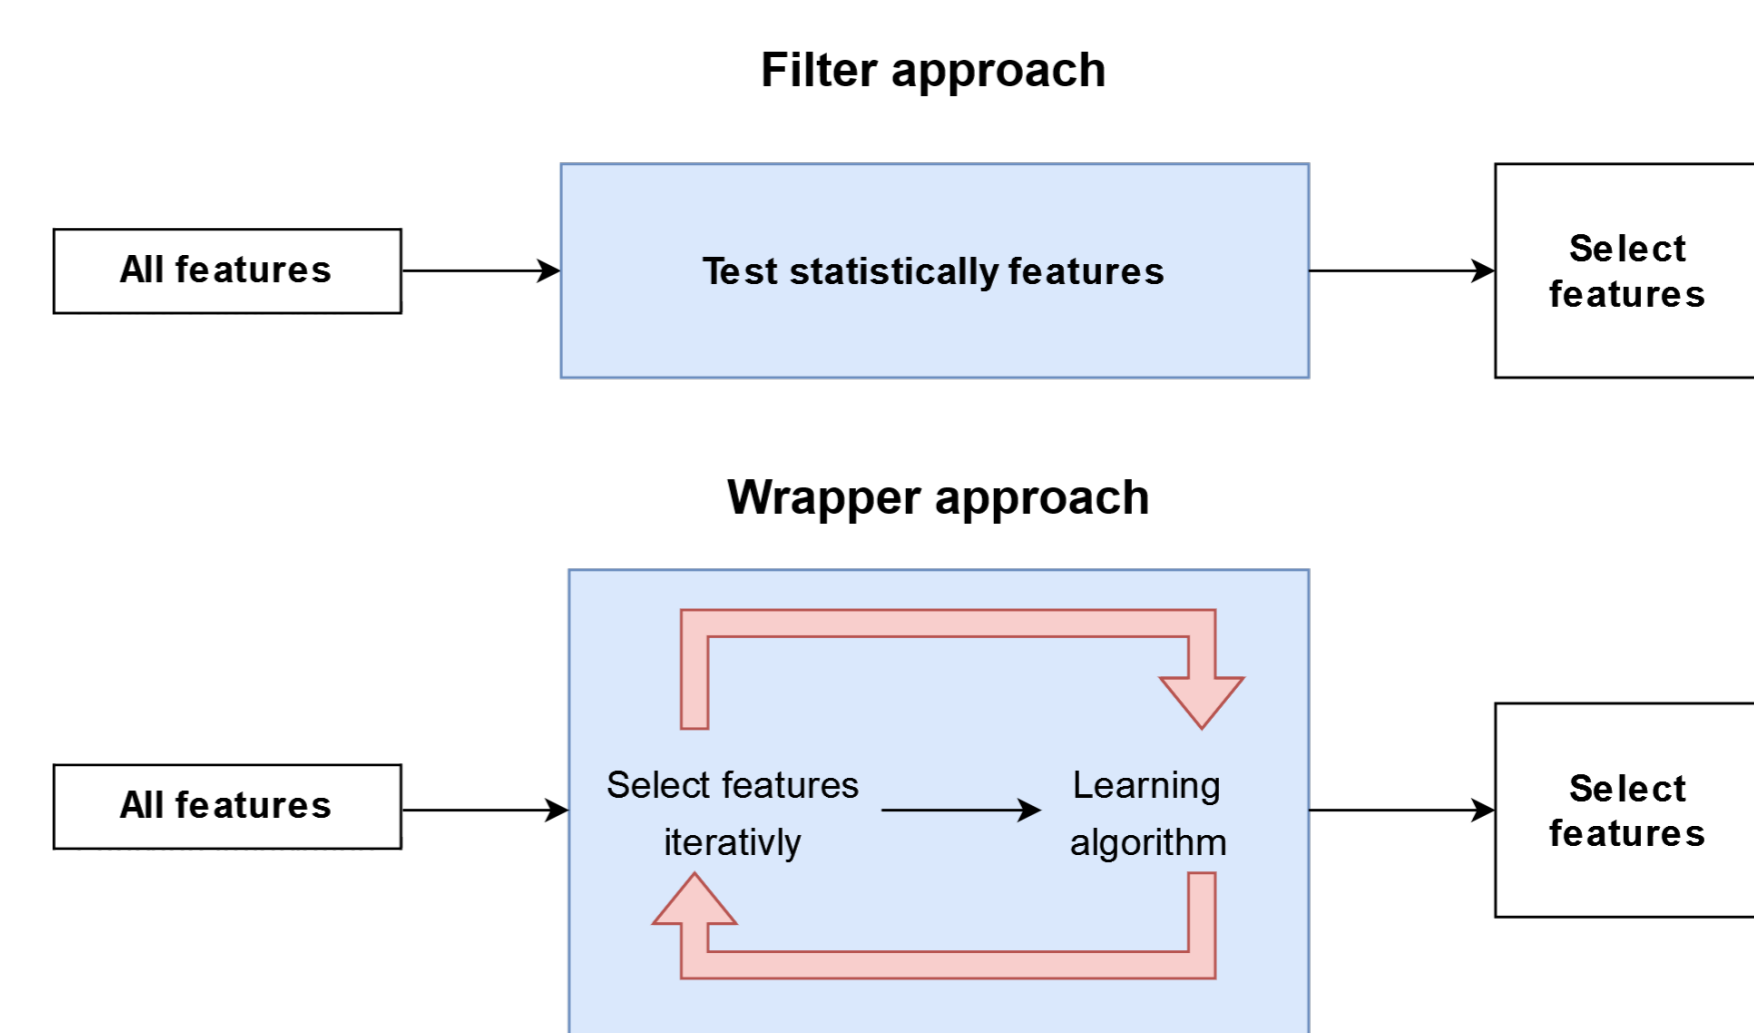 Filter approach
All features
Test statistically features
Select
features
Wrapper approach
All features
Select features
iterativly
Learning
algorithm
Select
features